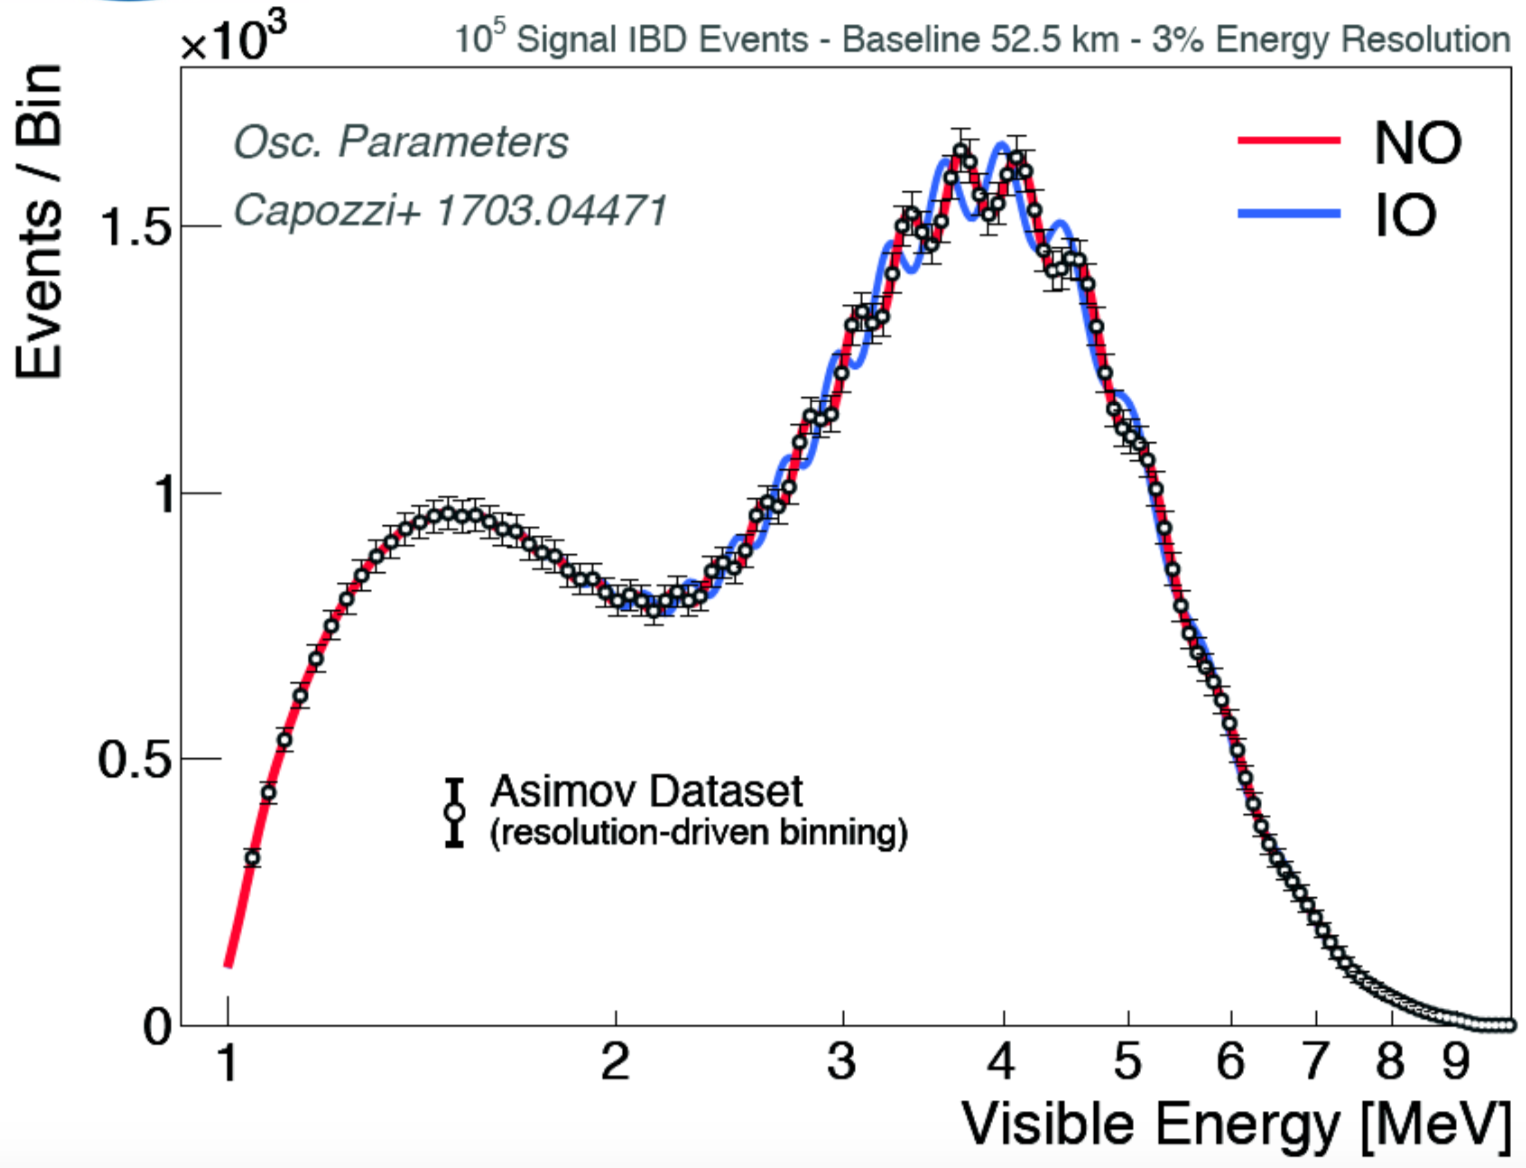 ×10³
10⁵ Signal IBD Events - Baseline 52.5 km - 3% Energy Resolution
Events / Bin
Osc. Parameters
Capozzi+ 1703.04471
NO
IO
1.5
1
0.5
0
Asimov Dataset
(resolution-driven binning)
1 2 3 4 5 6 7 8 9
Visible Energy [MeV]